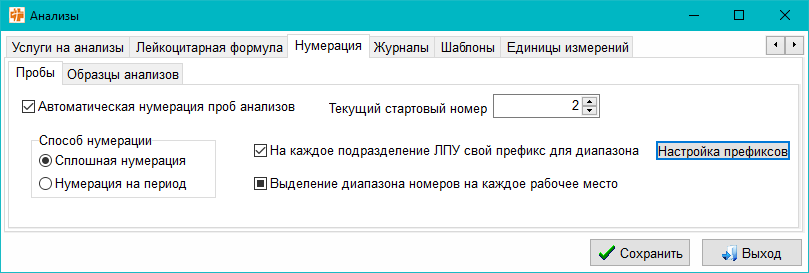 Анализы
Услуги на анализы Лейкоцитарная формула Нумерация Журналы Шаблоны Единицы измерений
Пробы Образцы анализов
Автоматическая нумерация проб анализов Текущий стартовый номер 2
Способ нумерации
Сплошная нумерация
Нумерация на период
На каждое подразделение ЛПУ свой префикс для диапазона Настройка префиксов
Выделение диапазона номеров на каждое рабочее место
Сохранить Выход